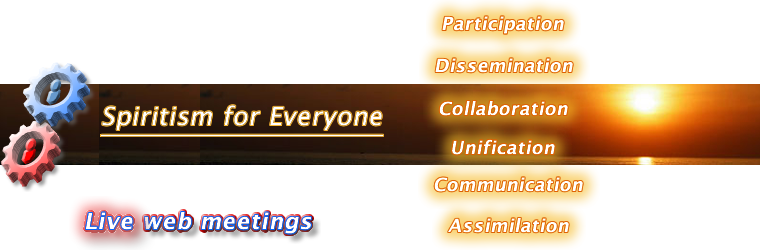 Participation
Dissemination
Spiritism for Everyone
Collaboration
Unification
Communication
Live web meetings
Assimilation